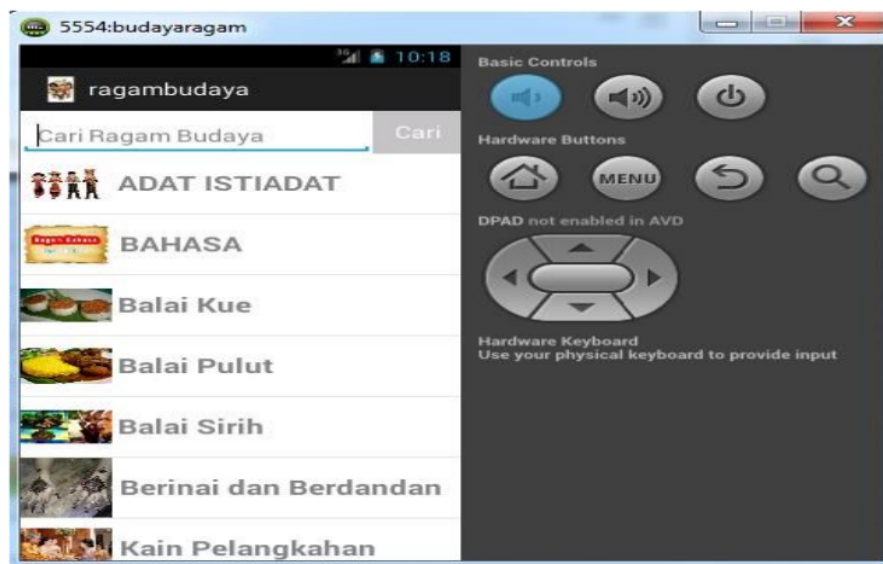 5554:budayaragam
3G 10:18
ragambudaya
Cari Ragam Budaya
Cari
ADAT ISTIADAT
BAHASA
Balai Kue
Balai Pulut
Balai Sirih
Berinai dan Berdandan
Kain Pelangkahan
Basic Controls
Hardware Buttons
MENU
DPAD not enabled in AVD
Hardware Keyboard
Use your physical keyboard to provide input